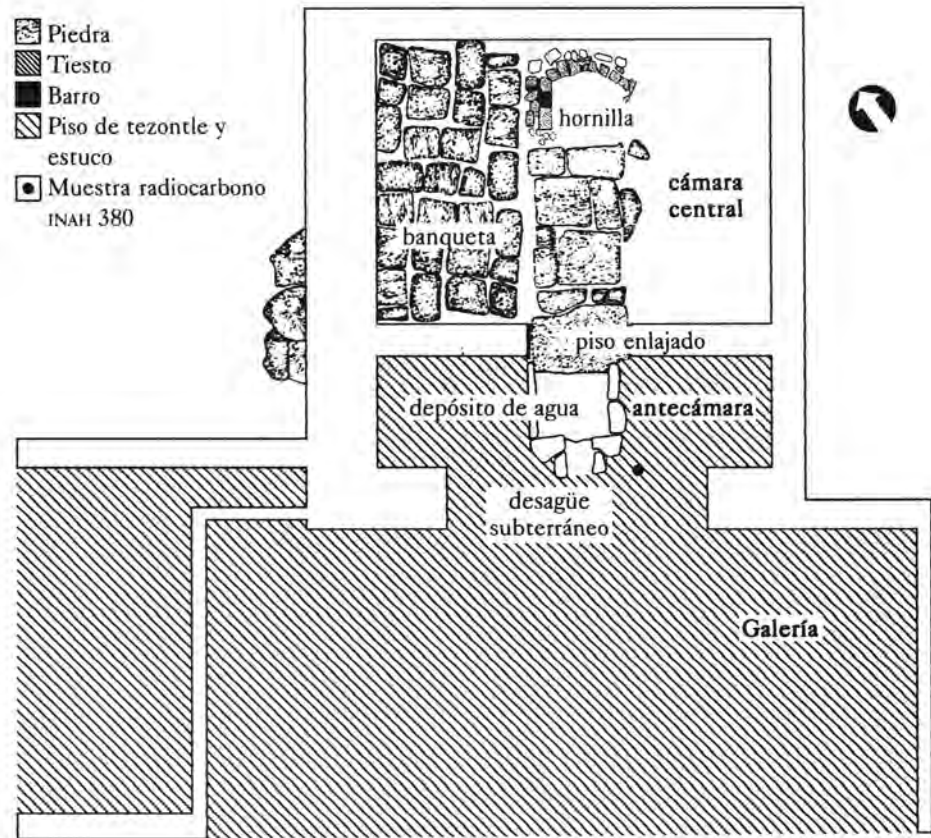 Piedra
Tiesto
Barro
Piso de tezontle y
estuco
Muestra radiocarbono
INAH 380
hornilla
cámara
central
banqueta
piso enlajado
depósito de agua
antecámara
desagüe
subterráneo
Galería